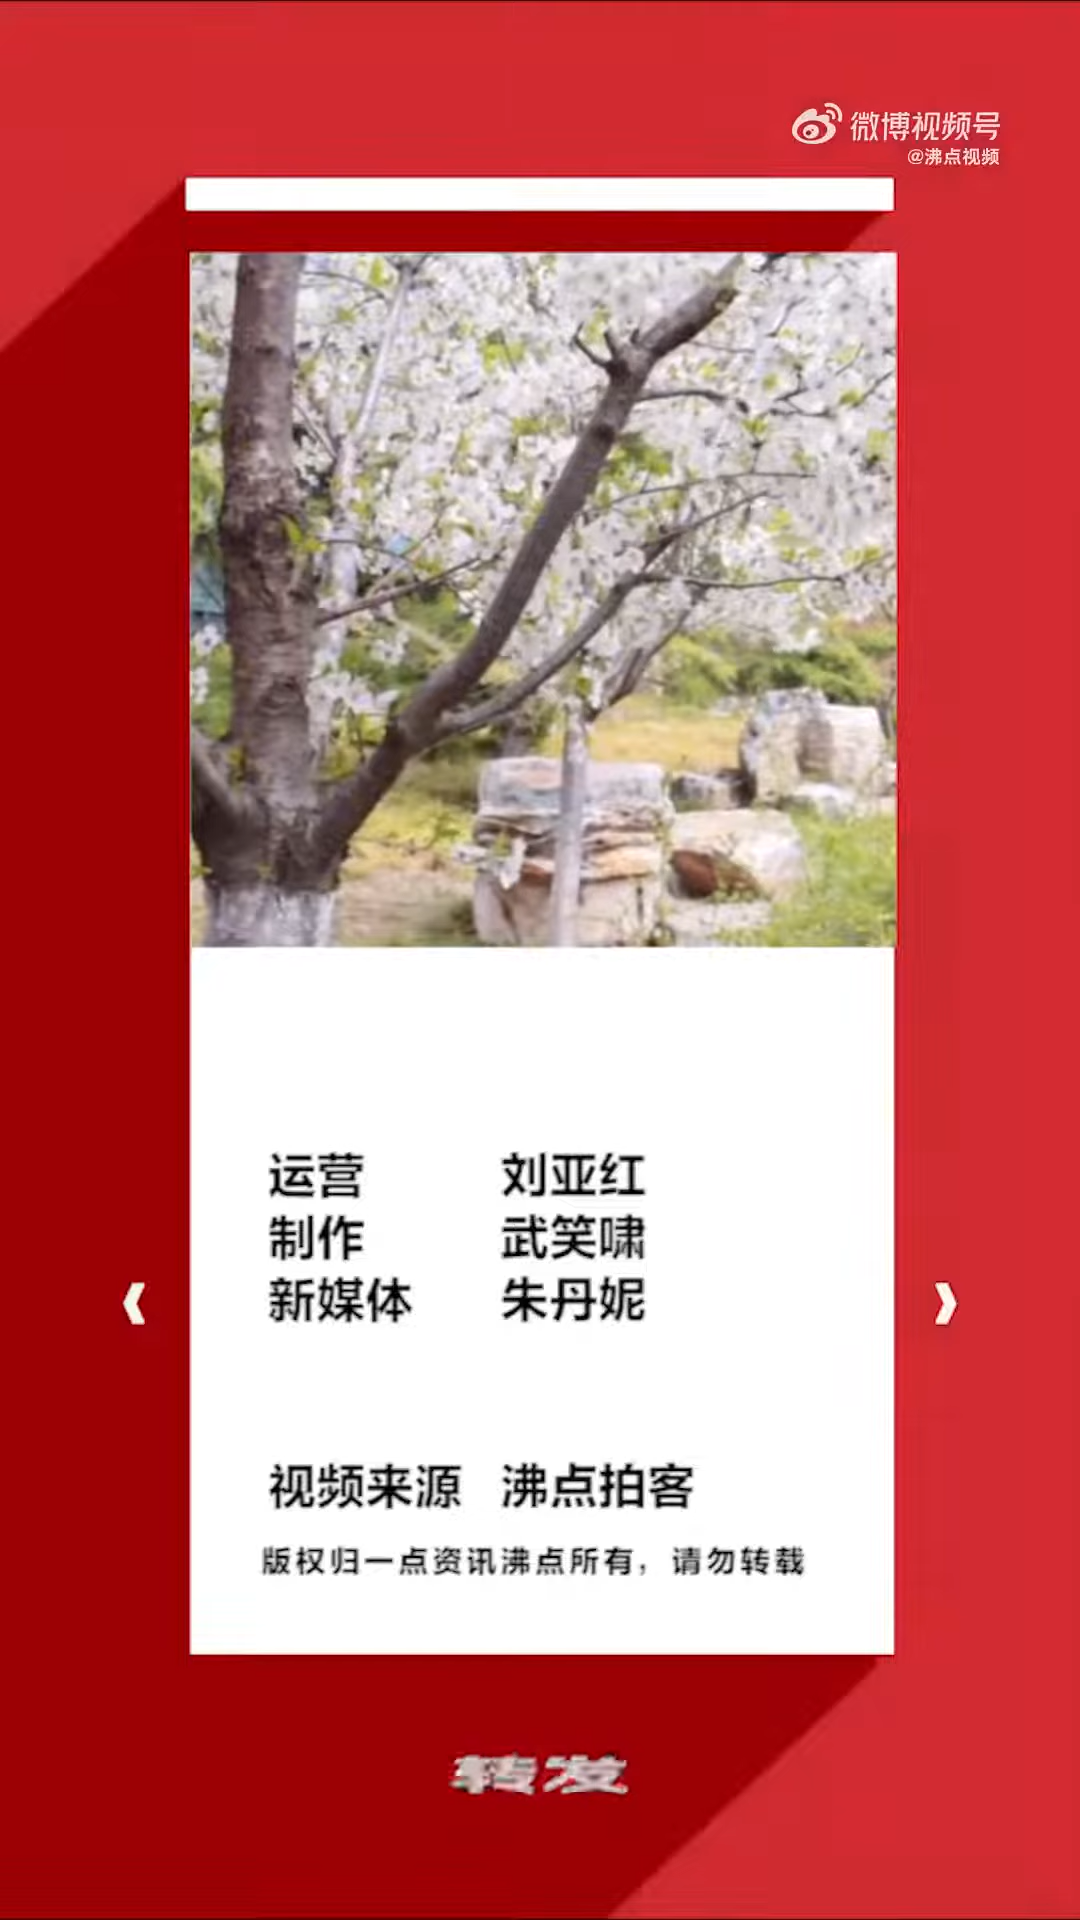 微博视频号
@沸点视频
运营 刘亚红
制作 武笑啸
新媒体 朱丹妮
视频来源 沸点拍客
版权归一点资讯沸点所有，请勿转载
转发